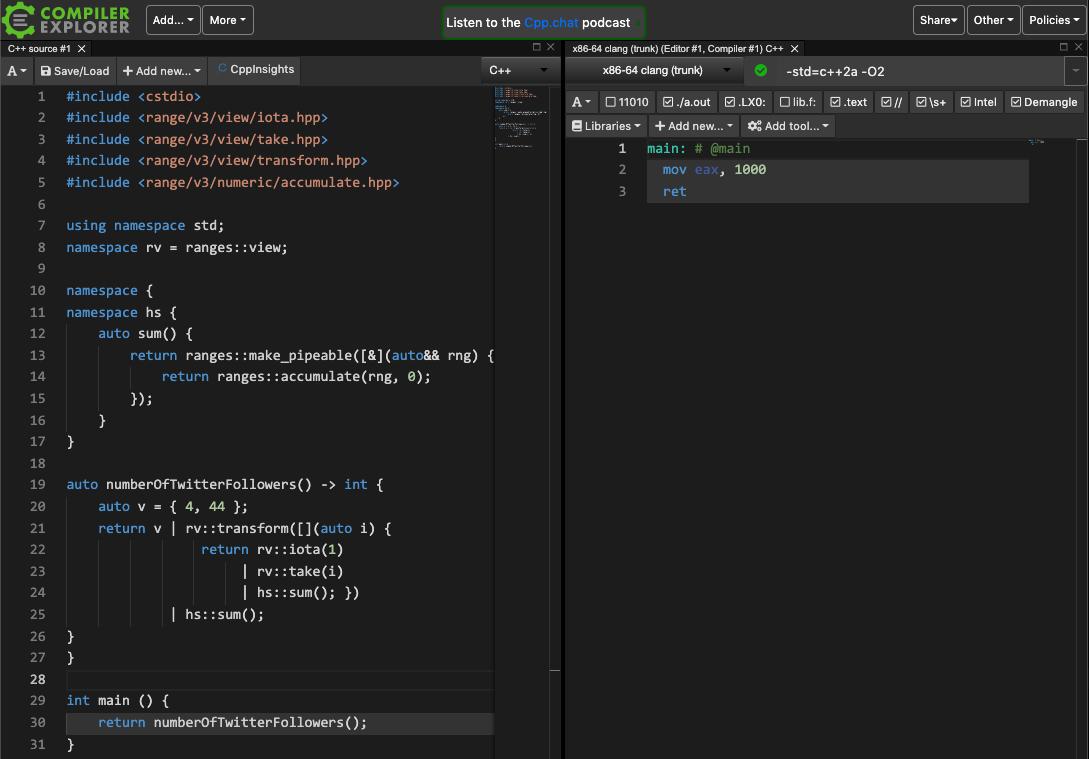 COMPILER
EXPLORER
Add...
More
Listen to the Cpp.chat podcast
Share
Other
Policies
C++ source #1 X
x86-64 clang (trunk) (Editor #1, Compiler #1) C++ X
A
Save/Load
+ Add new...
CppInsights
C++
x86-64 clang (trunk)
-std=c++2a -O2
A
11010
./a.out
.LX0:
lib.f:
.text
//
\s+
Intel
Demangle
Libraries
+ Add new...
Add tool...
1 #include <cstdio>
2 #include <range/v3/view/iota.hpp>
3 #include <range/v3/view/take.hpp>
4 #include <range/v3/view/transform.hpp>
5 #include <range/v3/numeric/accumulate.hpp>
6
7 using namespace std;
8 namespace rv = ranges::view;
9
10 namespace {
11 namespace hs {
12 auto sum() {
13 return ranges::make_pipeable([&](auto&& rng) {
14 return ranges::accumulate(rng, 0);
15 });
16 }
17 }
18
19 auto numberOfTwitterFollowers() -> int {
20 auto v = { 4, 44 };
21 return v | rv::transform([](auto i) {
22 return rv::iota(1)
23 | rv::take(i)
24 | hs::sum(); })
25 | hs::sum();
26 }
27 }
28
29 int main () {
30 return numberOfTwitterFollowers();
31 }
1 main: # @main
2 mov eax, 1000
3 ret